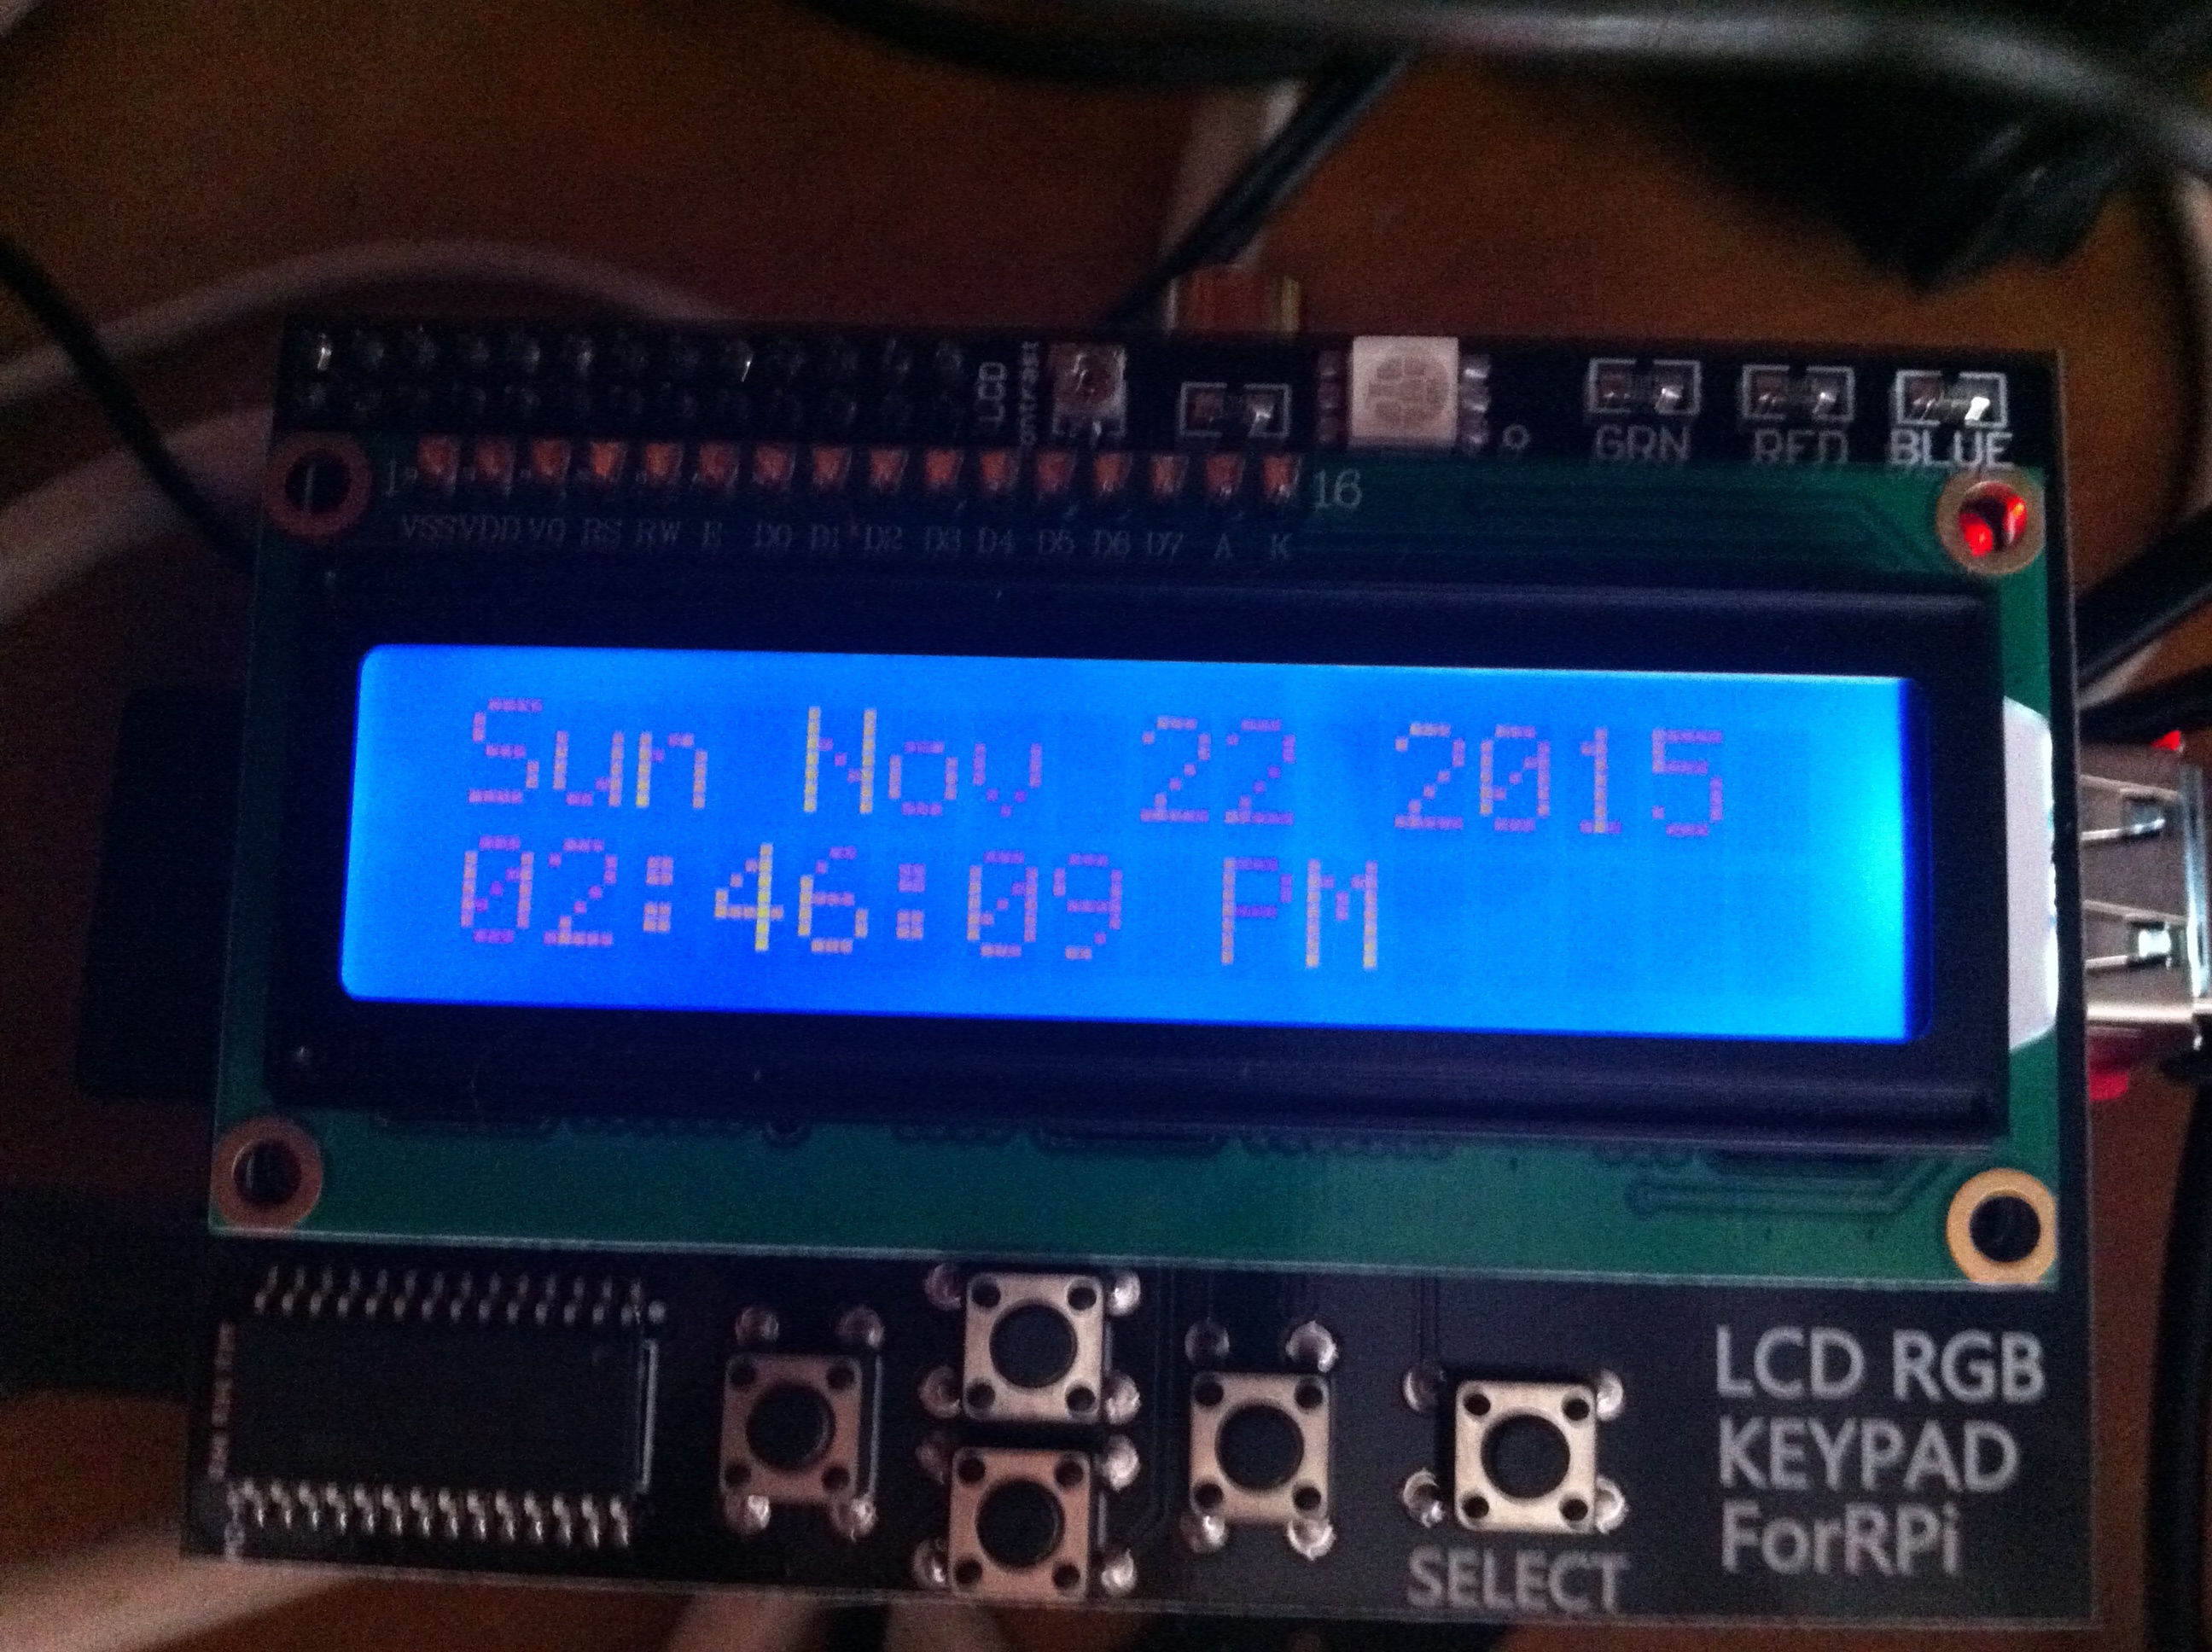 LCD
contrast
GRN RED BLUE
1 16
VSS VDD V0 RS RW E D0 D1 D2 D3 D4 D5 D6 D7 A K
Sun Nov 22 2015
02:46:09 PM
LCD RGB
KEYPAD
ForRPi
SELECT